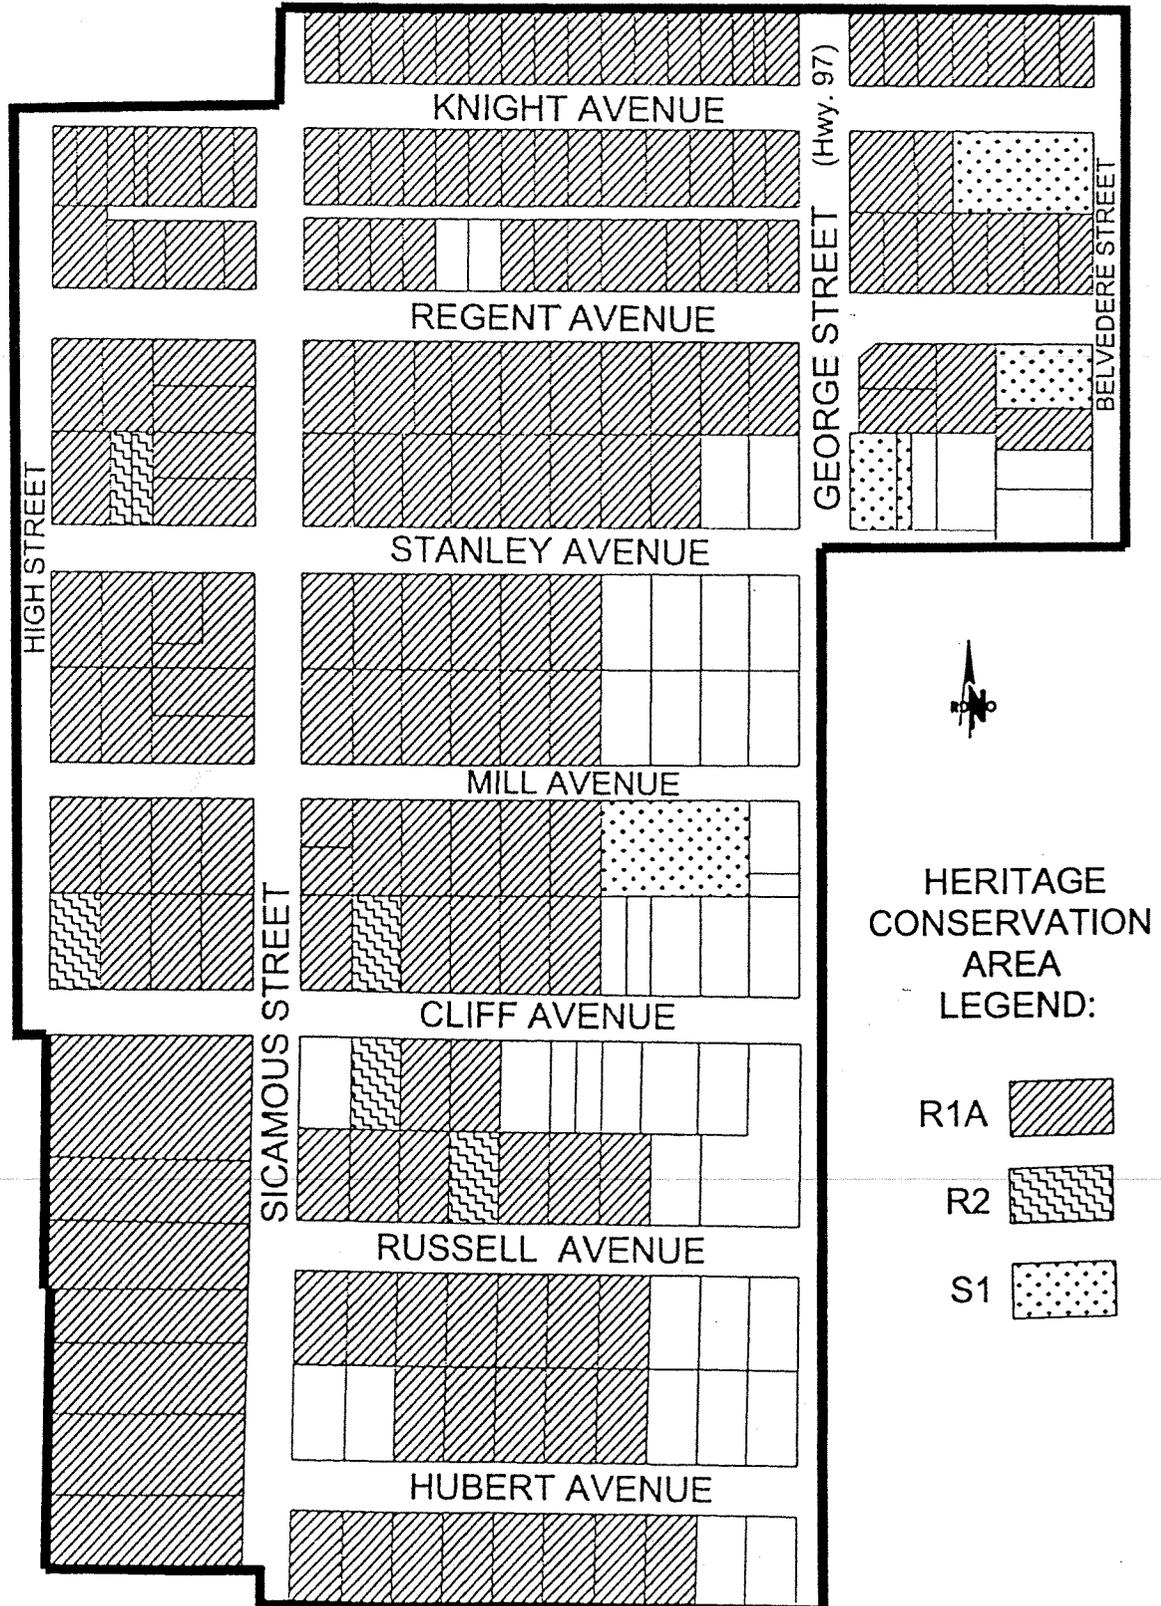 KNIGHT AVENUE
(Hwy. 97)
REGENT AVENUE
GEORGE STREET
BELVEDERE STREET
HIGH STREET
STANLEY AVENUE
MILL AVENUE
SICAMOUS STREET
CLIFF AVENUE
RUSSELL AVENUE
HUBERT AVENUE
HERITAGE
CONSERVATION
AREA
LEGEND:
R1A
R2
S1
N